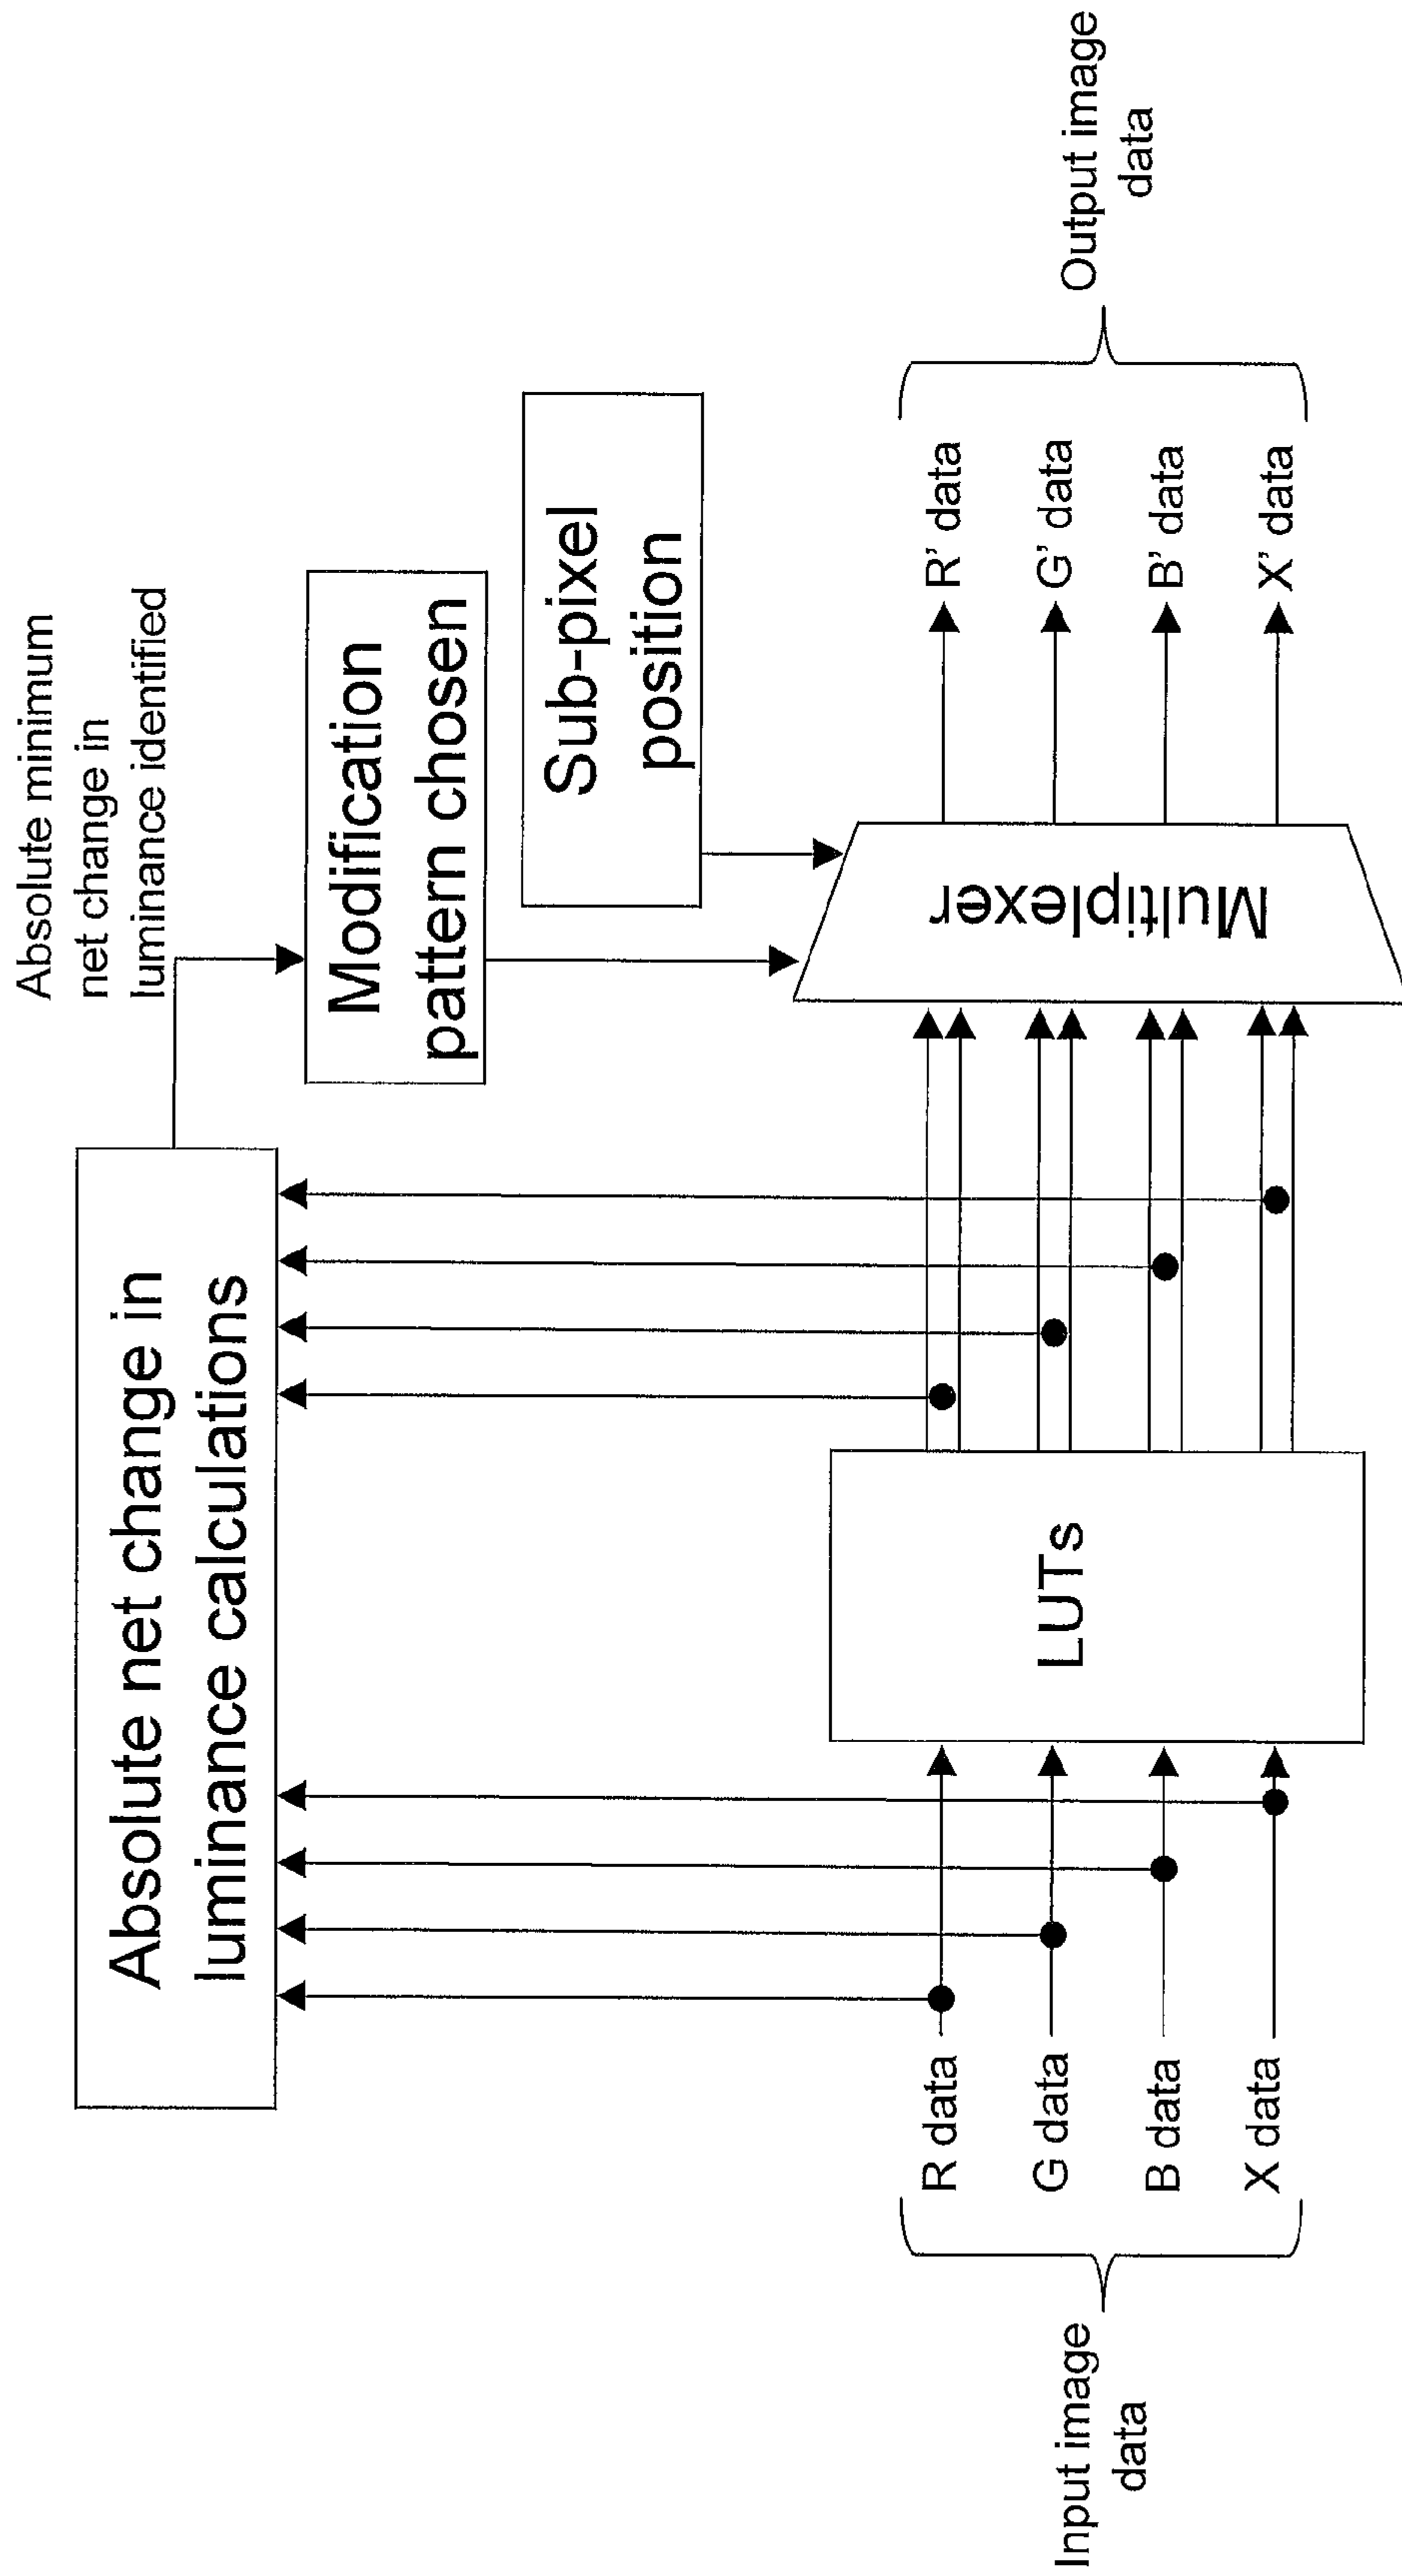 Absolute minimum
net change in
luminance identified
Absolute net change in
luminance calculations
Modification
pattern chosen
Sub-pixel
position
Input image
data
R data
G data
B data
X data
LUTs
Multiplexer
R' data
G' data
B' data
X' data
Output image
data